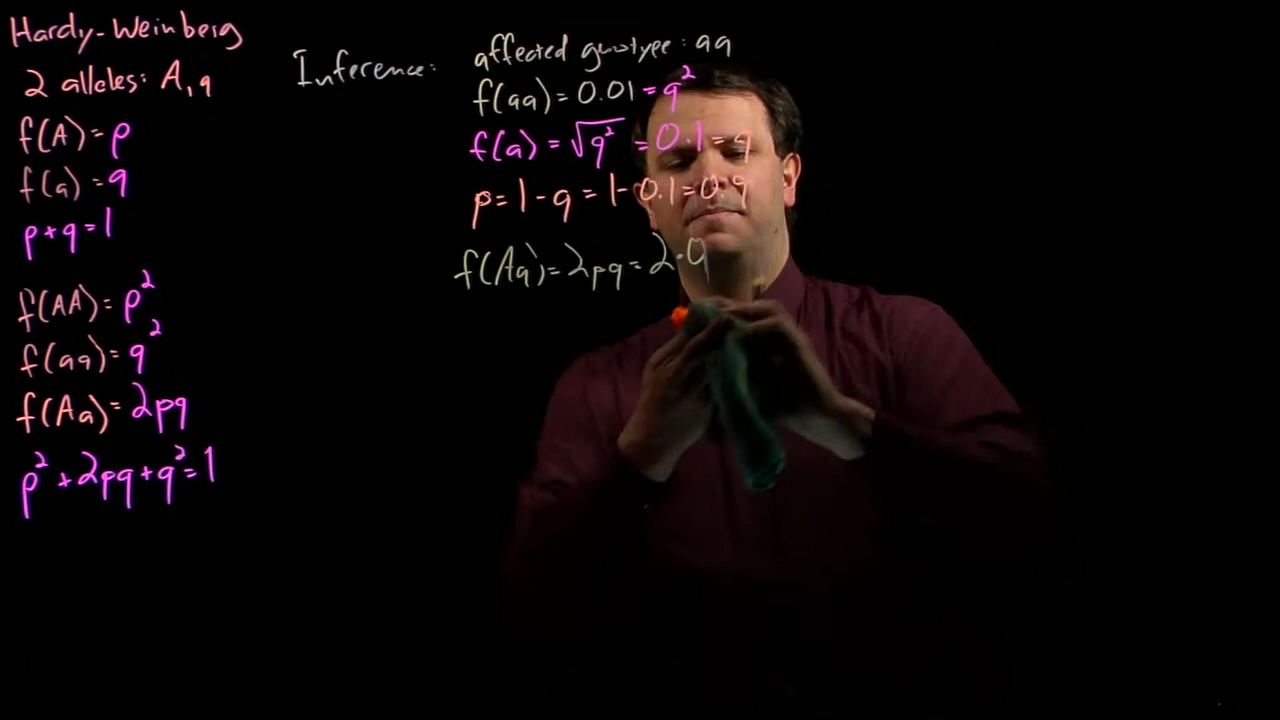 Hardy-Weinberg
2 alleles: A, a
f(A) = p
f(a) = q
p+q=1
f(AA) = p²
f(aa) = q²
f(Aa) = 2pq
p² + 2pq + q² = 1
Inference:
affected genotype: aa
f(aa) = 0.01 = q²
f(a) = √q² = 0.1 = q
p = 1 - q = 1 - 0.1 = 0.9
f(Aa) = 2pq = 2·0